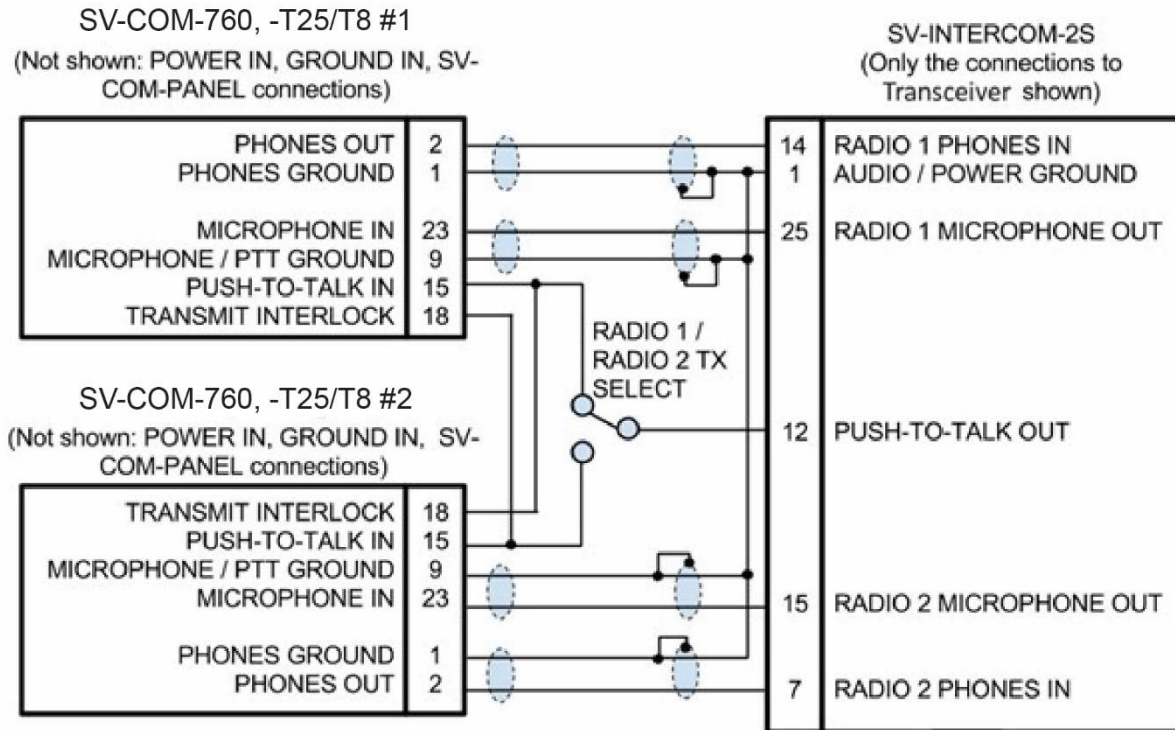 SV-COM-760, -T25/T8 #1
(Not shown: POWER IN, GROUND IN, SV-
COM-PANEL connections)
PHONES OUT 2
PHONES GROUND 1
MICROPHONE IN 23
MICROPHONE / PTT GROUND 9
PUSH-TO-TALK IN 15
TRANSMIT INTERLOCK 18
SV-COM-760, -T25/T8 #2
(Not shown: POWER IN, GROUND IN, SV-
COM-PANEL connections)
TRANSMIT INTERLOCK 18
PUSH-TO-TALK IN 15
MICROPHONE / PTT GROUND 9
MICROPHONE IN 23
PHONES GROUND 1
PHONES OUT 2
RADIO 1 /
RADIO 2 TX
SELECT
SV-INTERCOM-2S
(Only the connections to
Transceiver shown)
14 RADIO 1 PHONES IN
1 AUDIO / POWER GROUND
25 RADIO 1 MICROPHONE OUT
12 PUSH-TO-TALK OUT
15 RADIO 2 MICROPHONE OUT
7 RADIO 2 PHONES IN